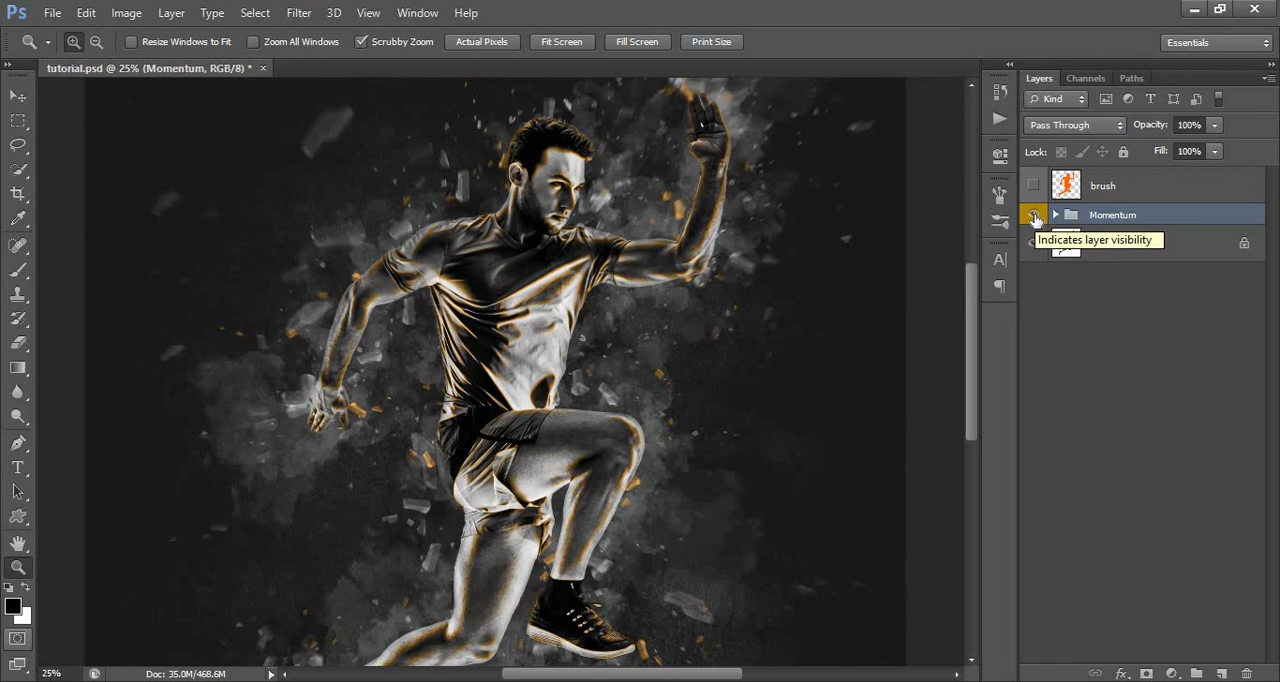 Ps File Edit Image Layer Type Select Filter 3D View Window Help
Resize Windows to Fit Zoom All Windows Scrubby Zoom Actual Pixels Fit Screen Fill Screen Print Size Essentials
tutorial.psd @ 25% (Momentum, RGB/8) * ×
Layers Channels Paths
Kind
Pass Through Opacity: 100%
Lock: Fill: 100%
brush
Momentum
Indicates layer visibility
25% Doc: 35.0M/468.6M